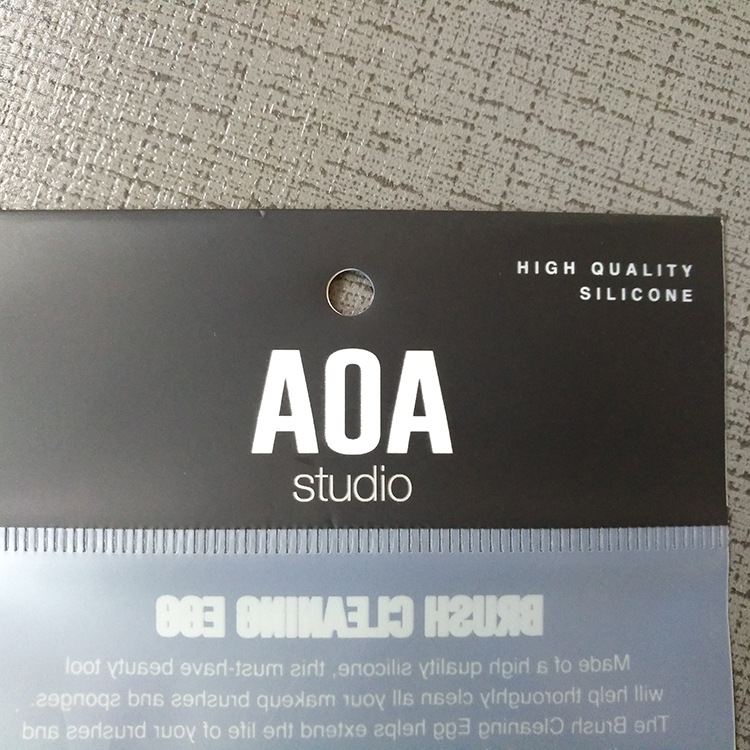 HIGH QUALITY
SILICONE
AOA
studio
BRUSH CLEANING EGG
Made of a high quality silicone, this must-have beauty tool
will help thoroughly clean all your makeup brushes and sponges.
The Brush Cleaning Egg helps extend the life of your brushes and